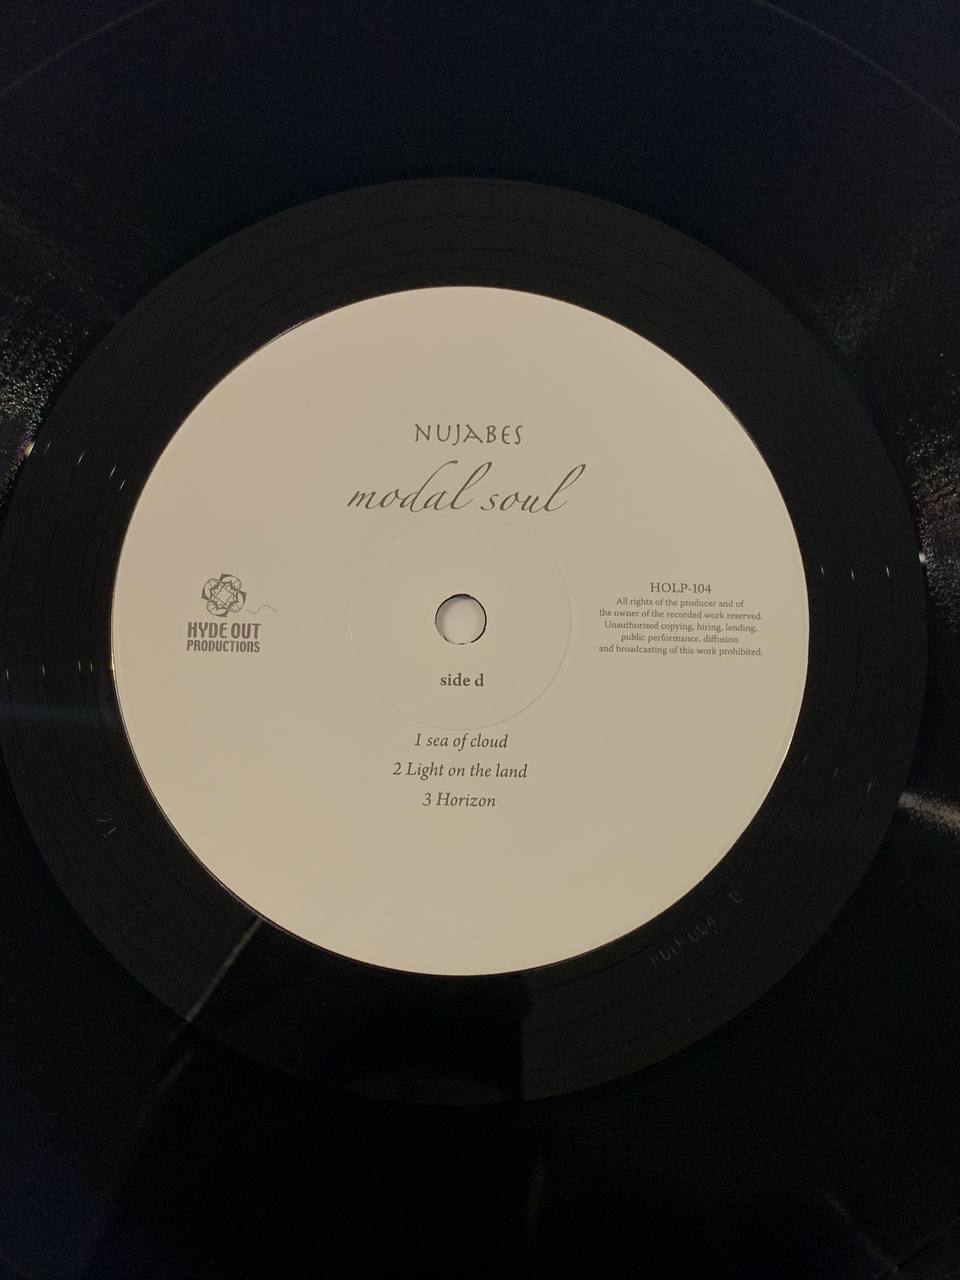 NUJABES
modal soul
HYDE OUT
PRODUCTIONS
HOLP-104
All rights of the producer and of
the owner of the recorded work reserved.
Unauthorised copying, hiring, lending,
public performance, diffusion
and broadcasting of this work prohibited.
side d
1 sea of cloud
2 Light on the land
3 Horizon
21